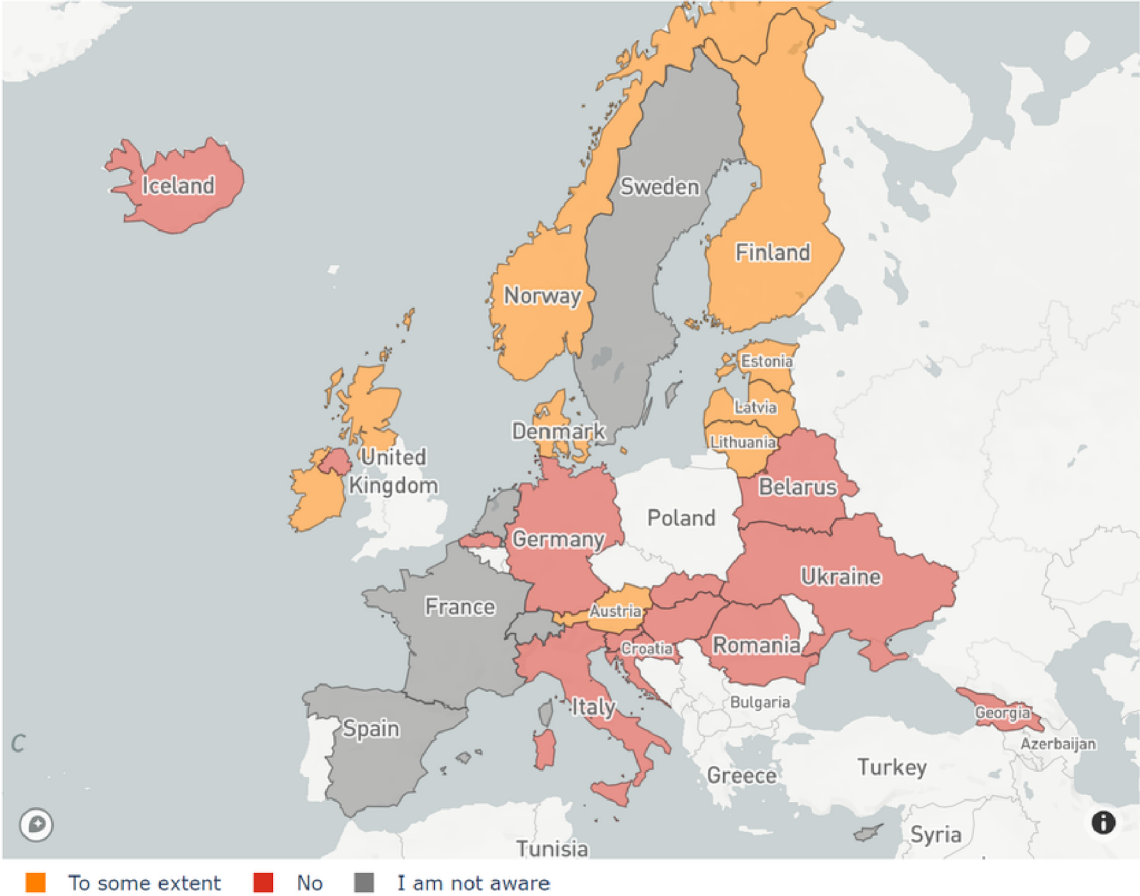 Iceland
Sweden
Finland
Norway
Estonia
Latvia
Denmark
Lithuania
United
Kingdom
Belarus
Poland
Germany
Ukraine
France
Austria
Croatia
Romania
Bulgaria
Italy
Georgia
Spain
Azerbaijan
C
Greece
Turkey
Syria
Tunisia
To some extent
No
I am not aware